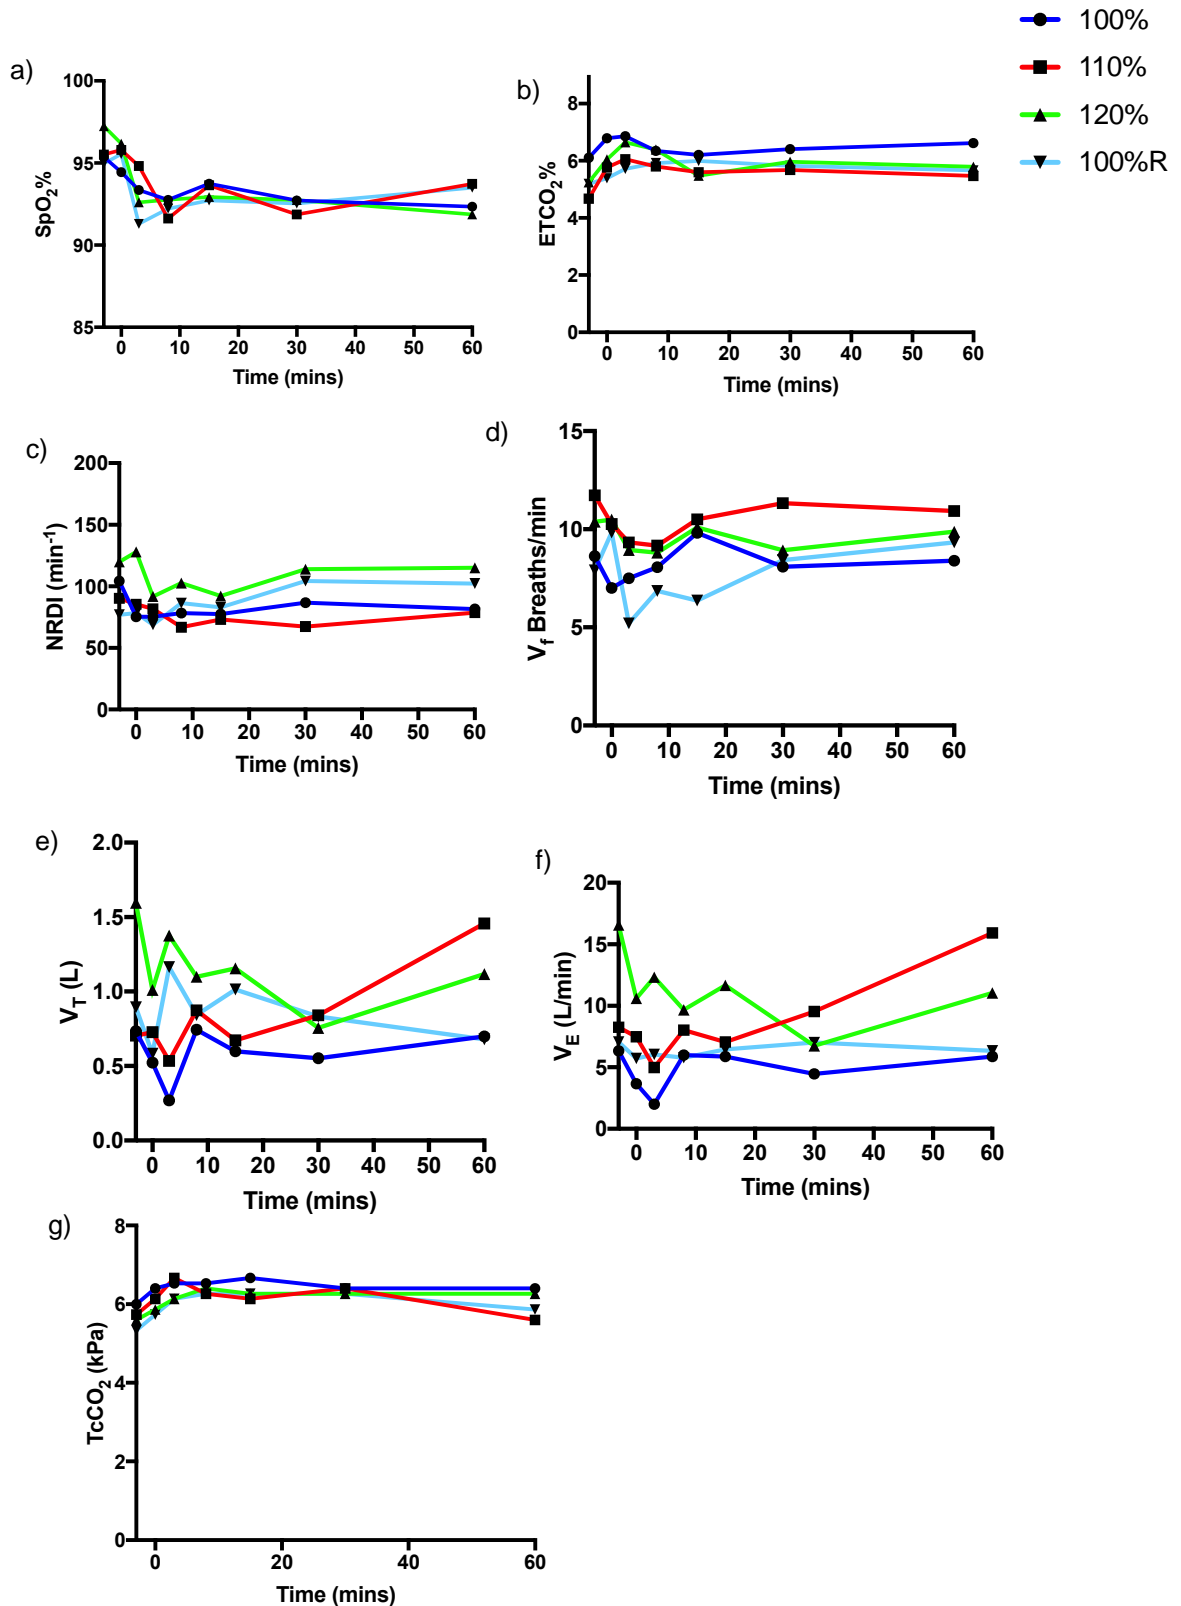 100%
110%
120%
100%R
a)
100
95
90
85
SpO2%
0 10 20 30 40 50 60
Time (mins)
b)
8
6
4
2
0
ETCO2%
0 10 20 30 40 50 60
Time (mins)
c)
200
150
100
50
0
NRDI (min-1)
0 10 20 30 40 50 60
Time (mins)
d)
15
10
5
0
Vf Breaths/min
0 10 20 30 40 50 60
Time (mins)
e)
2.0
1.5
1.0
0.5
0.0
VT (L)
0 10 20 30 40 50 60
Time (mins)
f)
20
15
10
5
0
VE (L/min)
0 10 20 30 40 50 60
Time (mins)
g)
8
6
4
2
0
TcCO2 (kPa)
0 20 40 60
Time (mins)